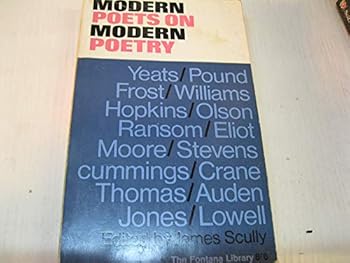 MODERN
POETS ON
MODERN
POETRY
Yeats/Pound
Frost/Williams
Hopkins/Olson
Ransom/Eliot
Moore/Stevens
cummings/Crane
Thomas/Auden
Jones/Lowell
Edited by James Scully
The Fontana Library